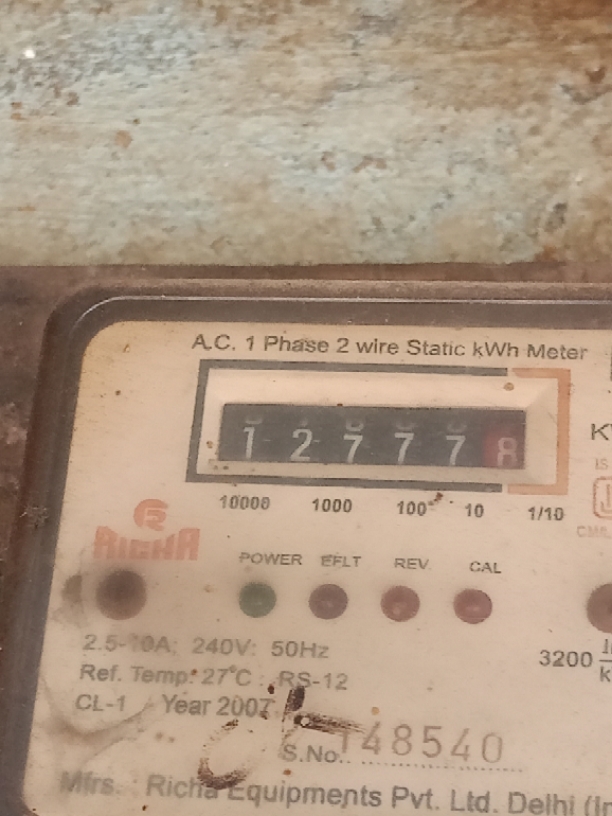 A.C. 1 Phase 2 wire Static kWh Meter
1 2 7 7 7 8
10000 1000 100 10 1/10
RICHA
POWER EFLT REV. CAL
2.5-10A; 240V: 50Hz
3200
Ref. Temp: 27°C : RS-12
CL-1 Year 2007
S.No. 148540
Mfrs. : Richa Equipments Pvt. Ltd. Delhi